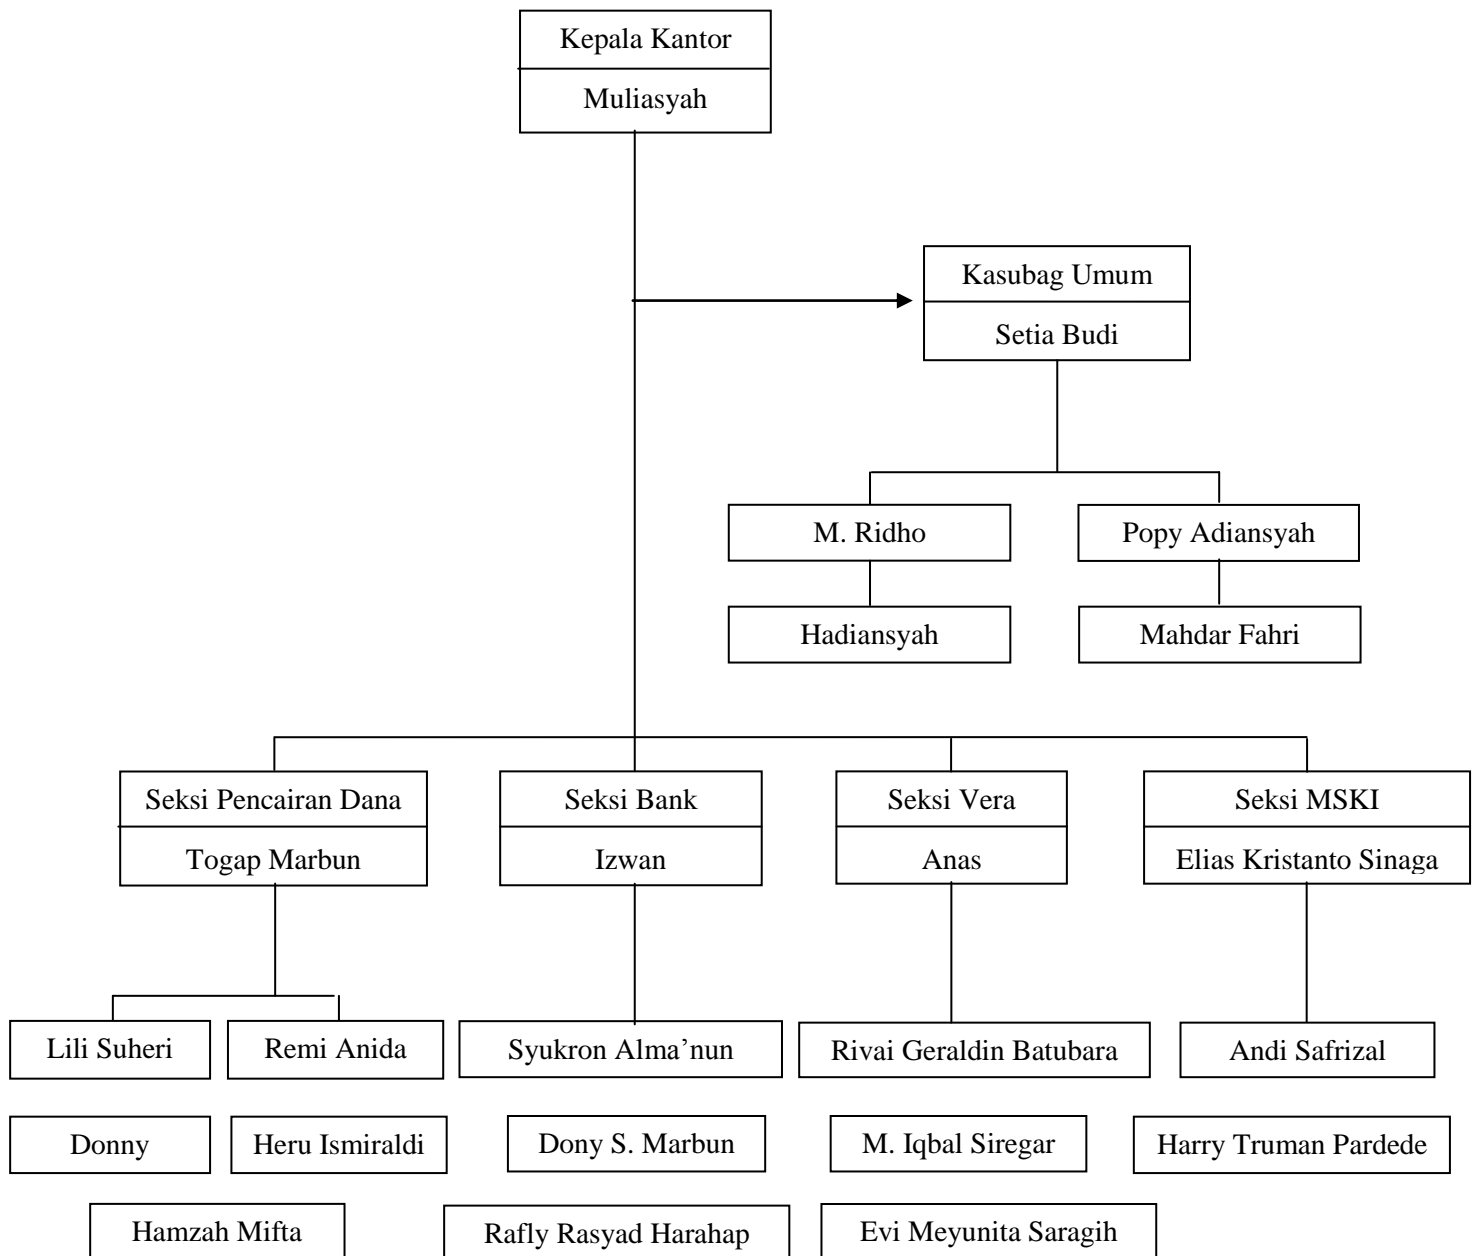 Kepala Kantor
Muliasyah
Kasubag Umum
Setia Budi
M. Ridho
Popy Adiansyah
Hadiansyah
Mahdar Fahri
Seksi Pencairan Dana
Togap Marbun
Seksi Bank
Izwan
Seksi Vera
Anas
Seksi MSKI
Elias Kristanto Sinaga
Lili Suheri
Remi Anida
Syukron Alma’nun
Rivai Geraldin Batubara
Andi Safrizal
Donny
Heru Ismiraldi
Dony S. Marbun
M. Iqbal Siregar
Harry Truman Pardede
Hamzah Mifta
Rafly Rasyad Harahap
Evi Meyunita Saragih